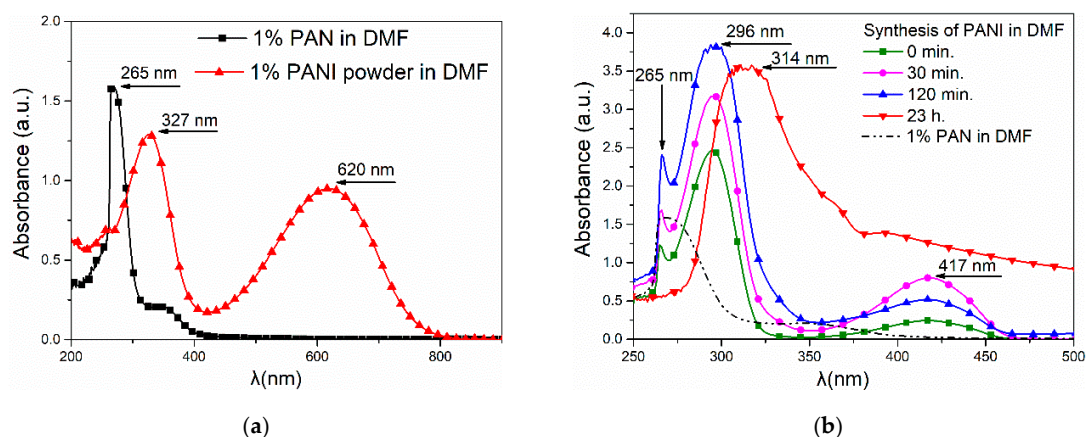 2.0
1.5
1.0
0.5
0.0
Absorbance (a.u.)
1% PAN in DMF
1% PANI powder in DMF
265 nm
327 nm
620 nm
200
400
600
800
λ(nm)
(a)
4.0
3.5
3.0
2.5
2.0
1.5
1.0
0.5
0.0
Absorbance (a.u.)
265 nm
296 nm
314 nm
417 nm
Synthesis of PANI in DMF
0 min.
30 min.
120 min.
23 h.
1% PAN in DMF
250
300
350
400
450
500
λ(nm)
(b)